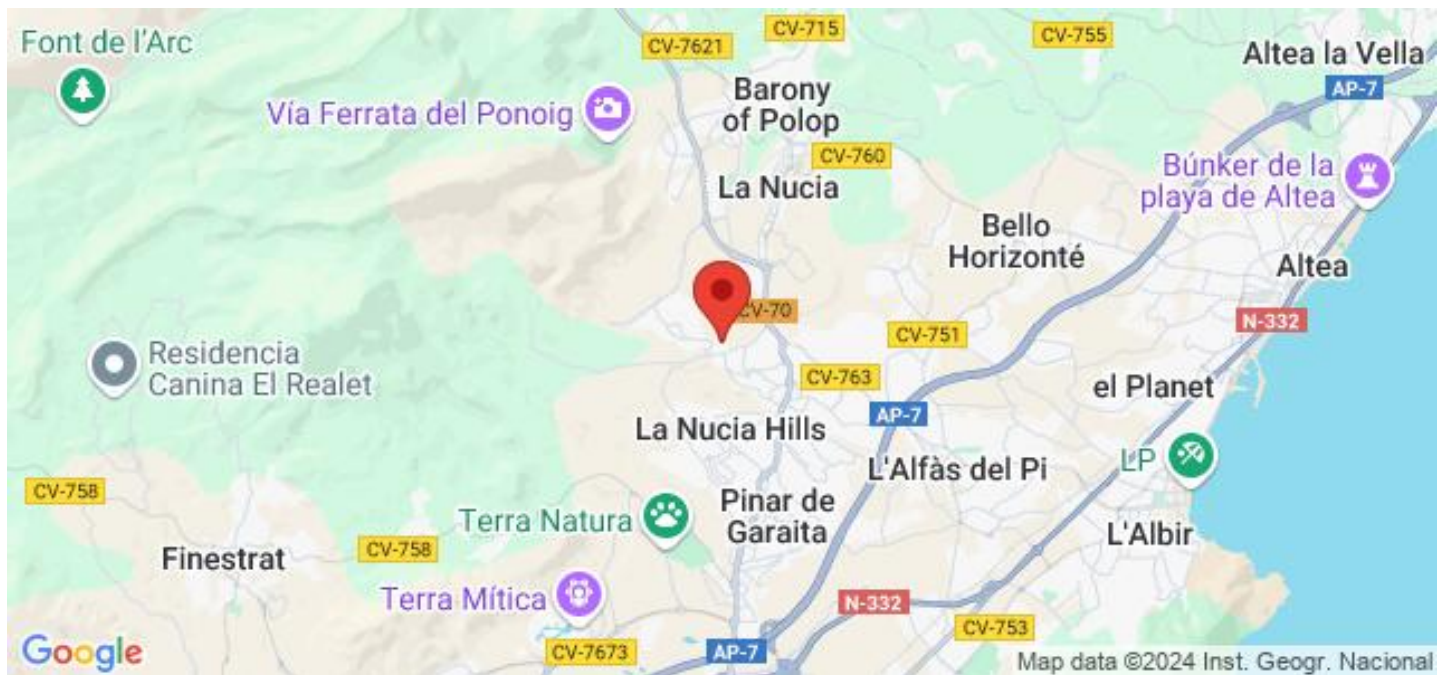 Font de l'Arc
CV-7621
CV-715
CV-755
Altea la Vella
AP-7
Vía Ferrata del Ponoig
Barony
of Polop
CV-760
La Nucia
Búnker de la
playa de Altea
Bello
Horizonté
Altea
CV-70
N-332
CV-751
Residencia
Canina El Realet
CV-763
el Planet
AP-7
La Nucia Hills
L'Alfàs del Pi
LP
CV-758
Pinar de
Garaita
Terra Natura
L'Albir
Finestrat
CV-758
Terra Mítica
N-332
CV-753
CV-7673
AP-7
Google
Map data ©2024 Inst. Geogr. Nacional